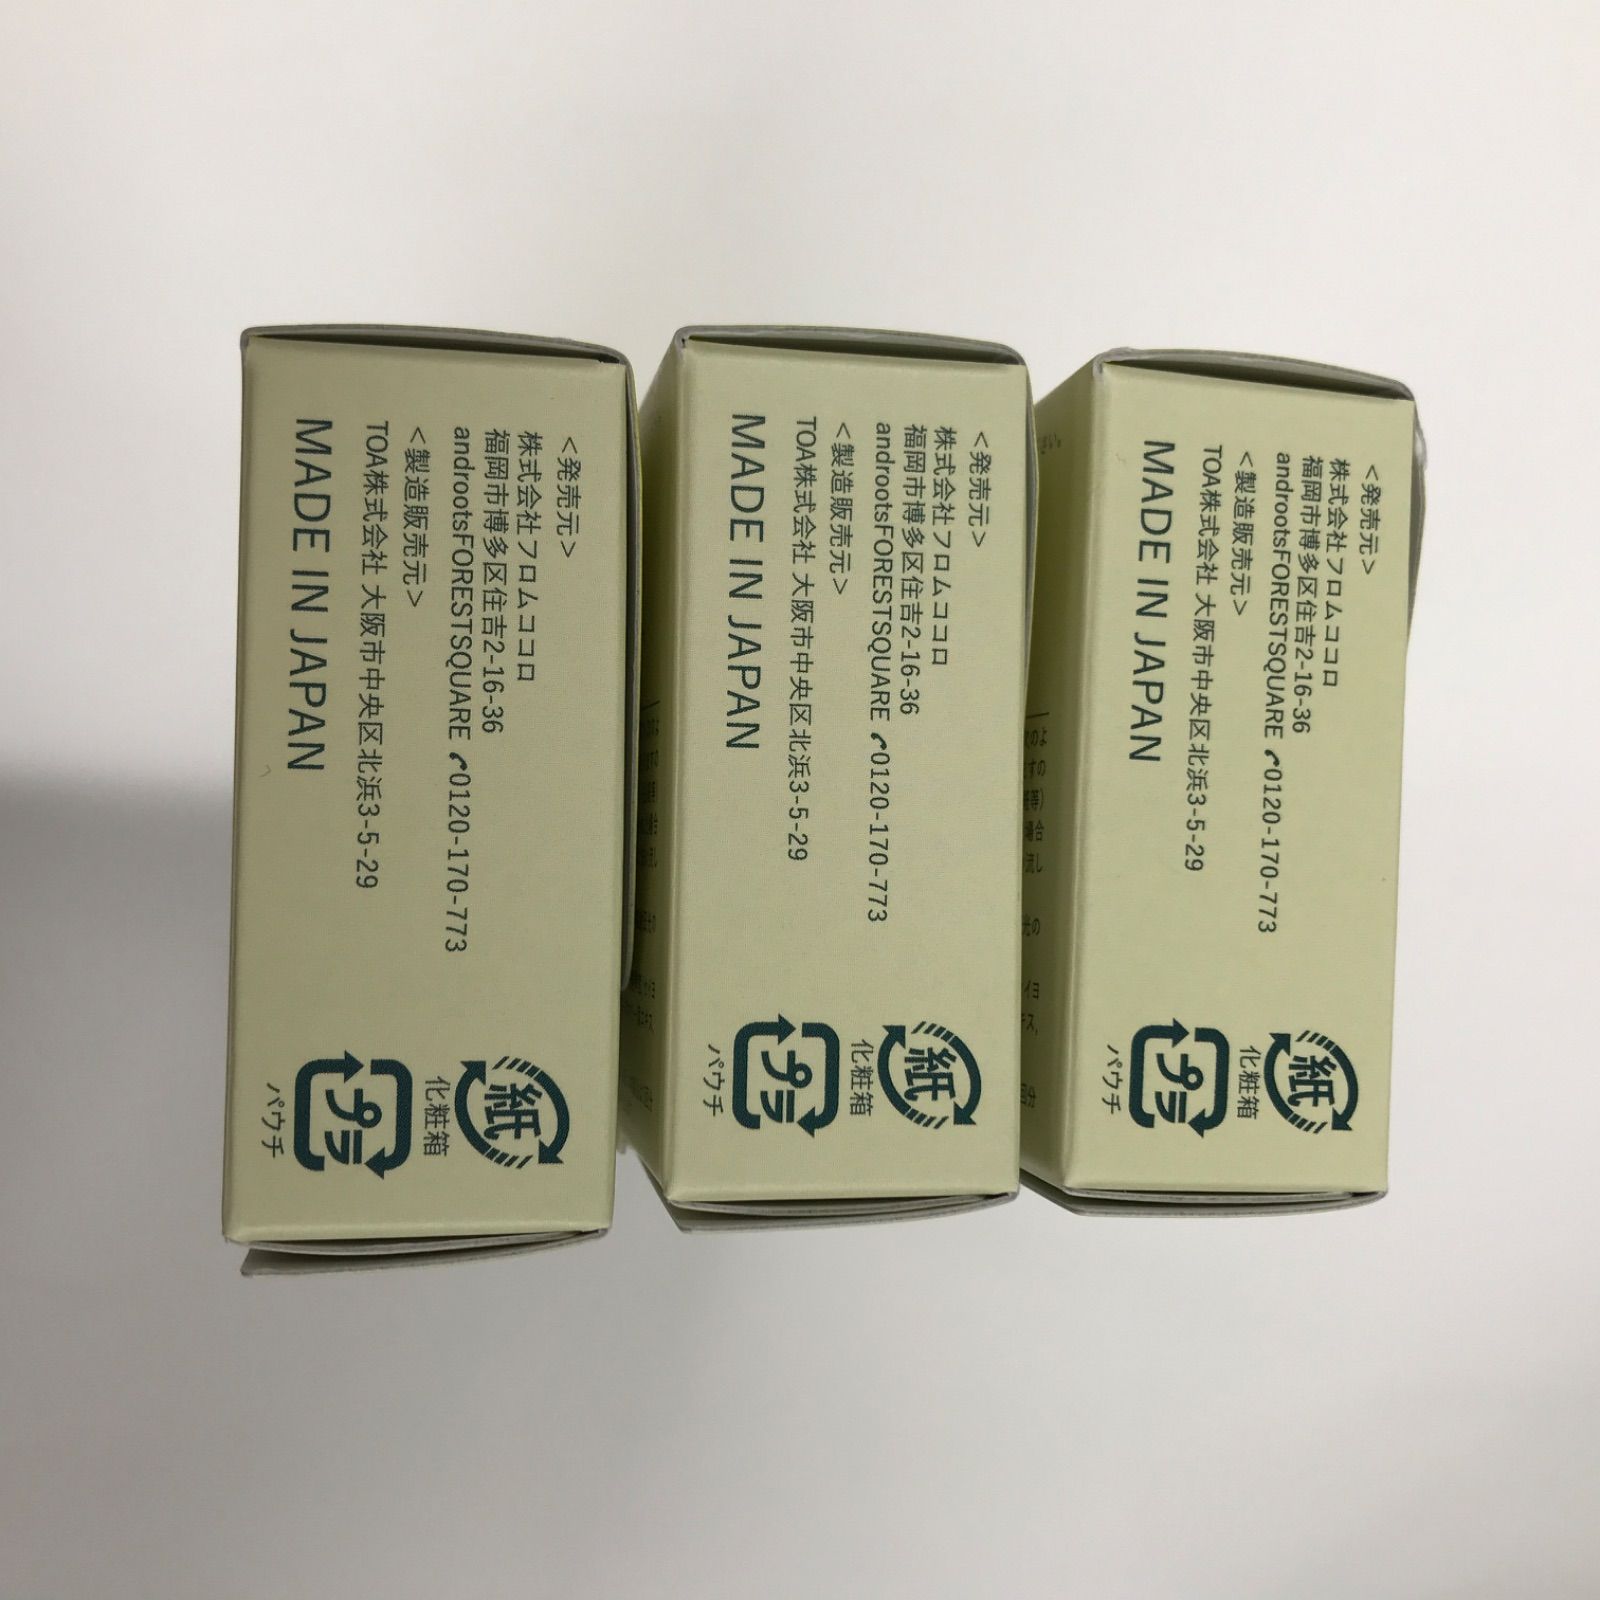 <発売元>
株式会社フロムココロ
福岡市博多区住吉2-16-36
androotsFORESTSQUARE 0120-170-773
<製造販売元>
TOA株式会社 大阪市中央区北浜3-5-29
MADE IN JAPAN
紙
化粧箱
プラ
パウチ
<発売元>
株式会社フロムココロ
福岡市博多区住吉2-16-36
androotsFORESTSQUARE 0120-170-773
<製造販売元>
TOA株式会社 大阪市中央区北浜3-5-29
MADE IN JAPAN
紙
化粧箱
プラ
パウチ
<発売元>
株式会社フロムココロ
福岡市博多区住吉2-16-36
androotsFORESTSQUARE 0120-170-773
<製造販売元>
TOA株式会社 大阪市中央区北浜3-5-29
MADE IN JAPAN
紙
化粧箱
プラ
パウチ